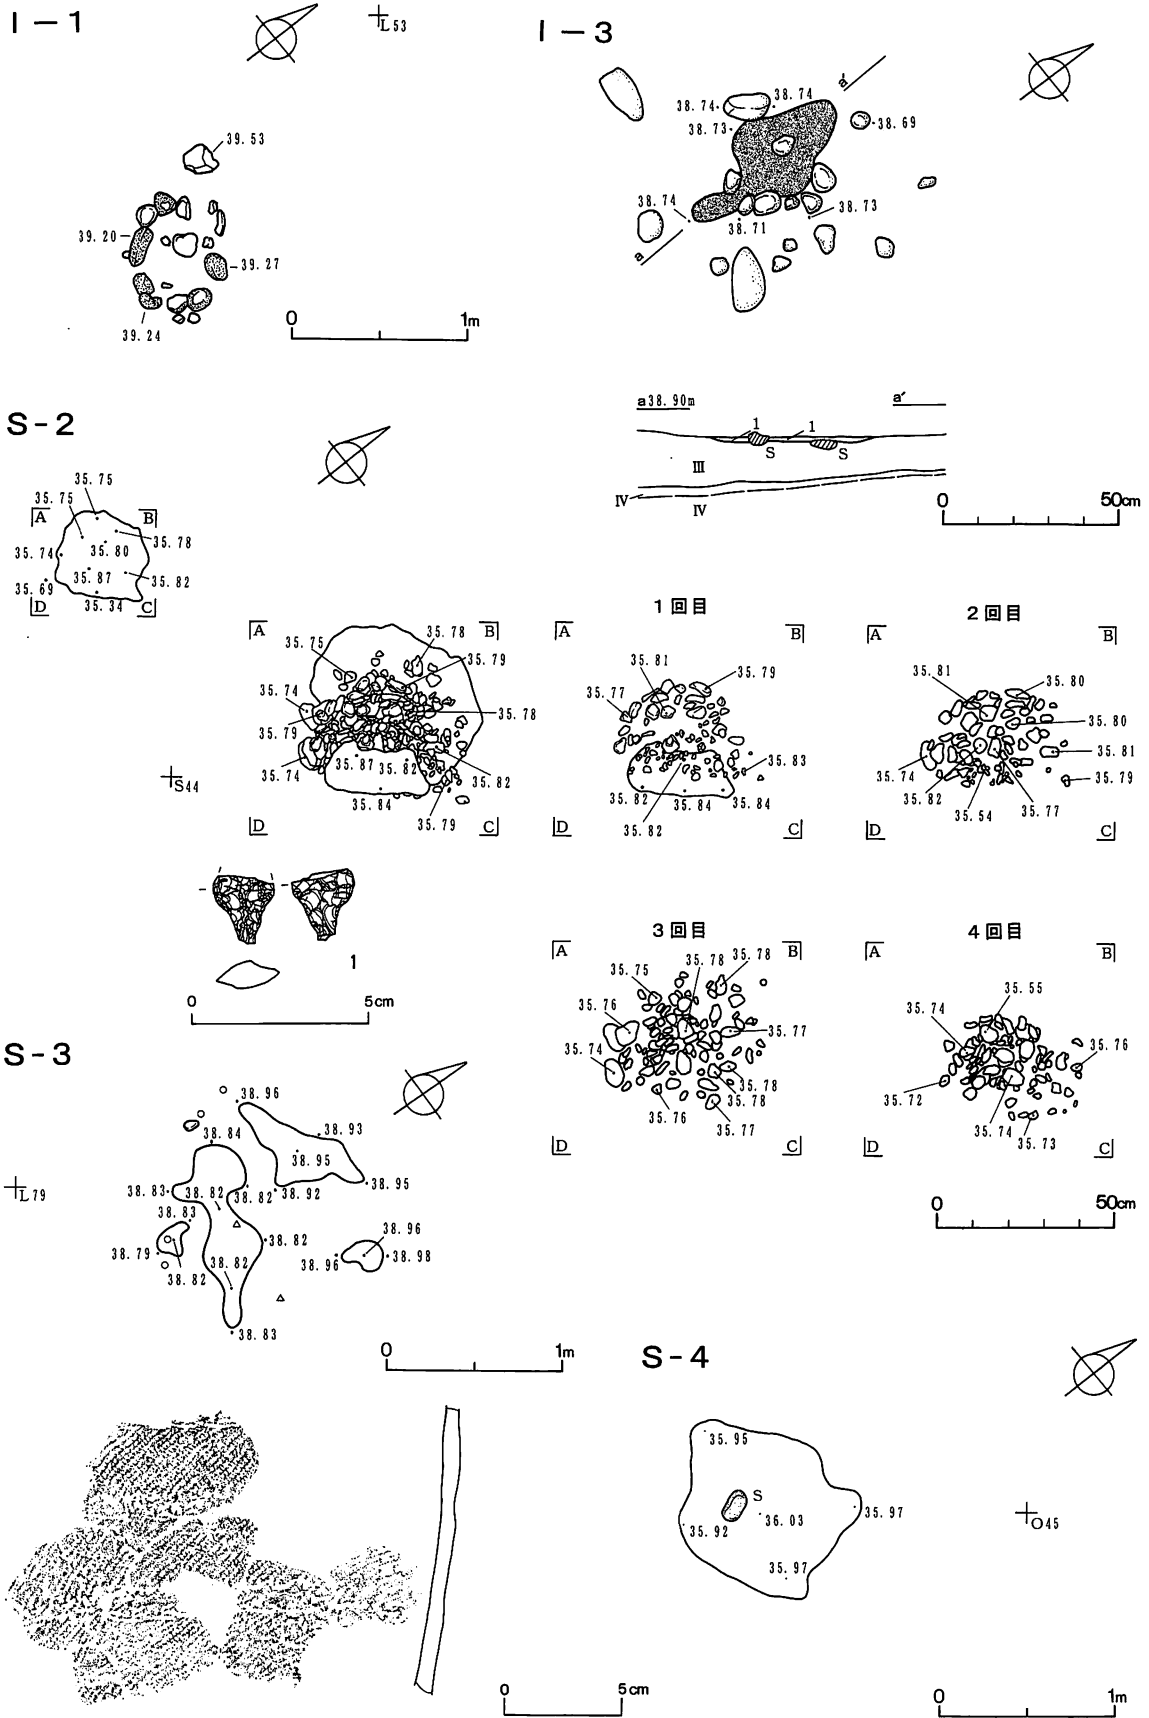 I-1
L53
39.53
39.20
39.27
39.24
0 1m
I-3
a'
38.74
38.74
38.73
38.69
38.74
38.73
38.71
a
a38.90m a'
1 1
S S
III
IV
IV
0 50cm
S-2
35.75
35.75
A B
35.78
35.74 35.80
35.87 35.82
35.69
D 35.34 C
A B
35.75 35.78
35.79
35.74
35.78
35.79
35.74 35.87 35.82 35.82
35.84
35.79
D C
S44
1回目
A B
35.81 35.79
35.77
35.83
35.82 35.84 35.84
35.82
D C
2回目
A B
35.81 35.80
35.80
35.81
35.74 35.79
35.82 35.54 35.77
D C
1
0 5cm
3回目
A B
35.75 35.78 35.78
35.76
35.77
35.74
35.78
35.78
35.76 35.77
D C
4回目
A B
35.55
35.74
35.76
35.72
35.74 35.73
D C
0 50cm
S-3
38.96
38.93
38.84
38.95
38.95
38.83 38.82 38.82 38.92
L79
38.83
38.82 38.96
38.79 38.82 38.96 38.98
38.82
38.83
0 1m
S-4
35.95
S
36.03 35.97
35.92
35.97
O45
0 5cm
0 1m